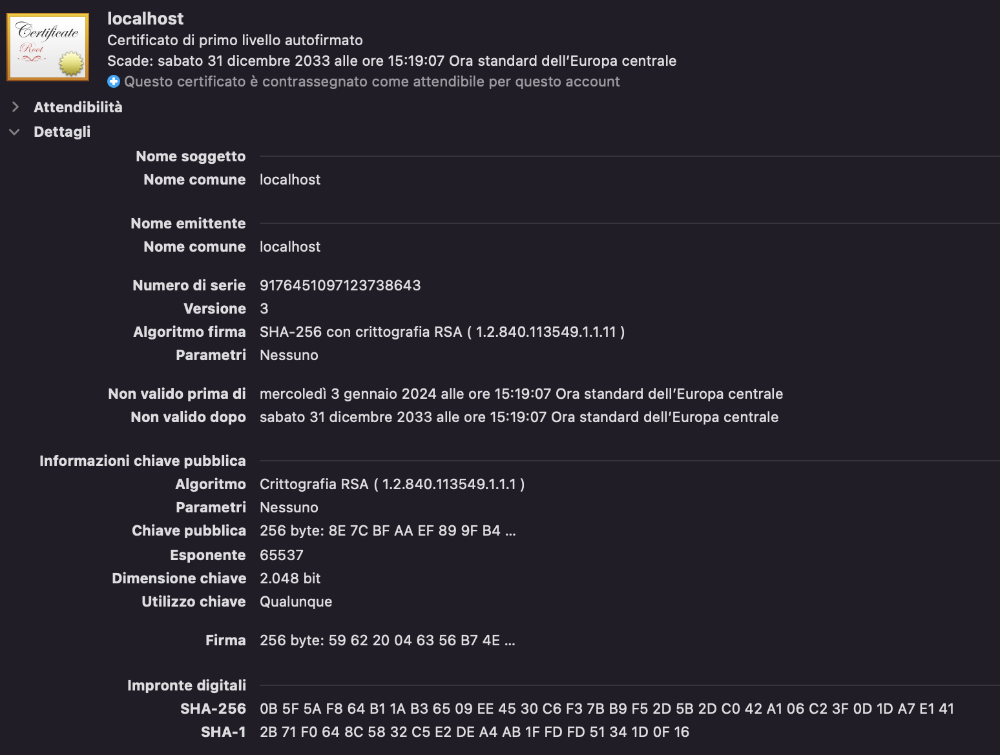 Certificate
Root
localhost
Certificato di primo livello autofirmato
Scade: sabato 31 dicembre 2033 alle ore 15:19:07 Ora standard dell’Europa centrale
Questo certificato è contrassegnato come attendibile per questo account
Attendibilità
Dettagli
Nome soggetto
Nome comune localhost
Nome emittente
Nome comune localhost
Numero di serie 9176451097123738643
Versione 3
Algoritmo firma SHA-256 con crittografia RSA ( 1.2.840.113549.1.1.11 )
Parametri Nessuno
Non valido prima di mercoledì 3 gennaio 2024 alle ore 15:19:07 Ora standard dell’Europa centrale
Non valido dopo sabato 31 dicembre 2033 alle ore 15:19:07 Ora standard dell’Europa centrale
Informazioni chiave pubblica
Algoritmo Crittografia RSA ( 1.2.840.113549.1.1.1 )
Parametri Nessuno
Chiave pubblica 256 byte: 8E 7C BF AA EF 89 9F B4 ...
Esponente 65537
Dimensione chiave 2.048 bit
Utilizzo chiave Qualunque
Firma 256 byte: 59 62 20 04 63 56 B7 4E ...
Impronte digitali
SHA-256 0B 5F 5A F8 64 B1 1A B3 65 09 EE 45 30 C6 F3 7B B9 F5 2D 5B 2D C0 42 A1 06 C2 3F 0D 1D A7 E1 41
SHA-1 2B 71 F0 64 8C 58 32 C5 E2 DE A4 AB 1F FD FD 51 34 1D 0F 16